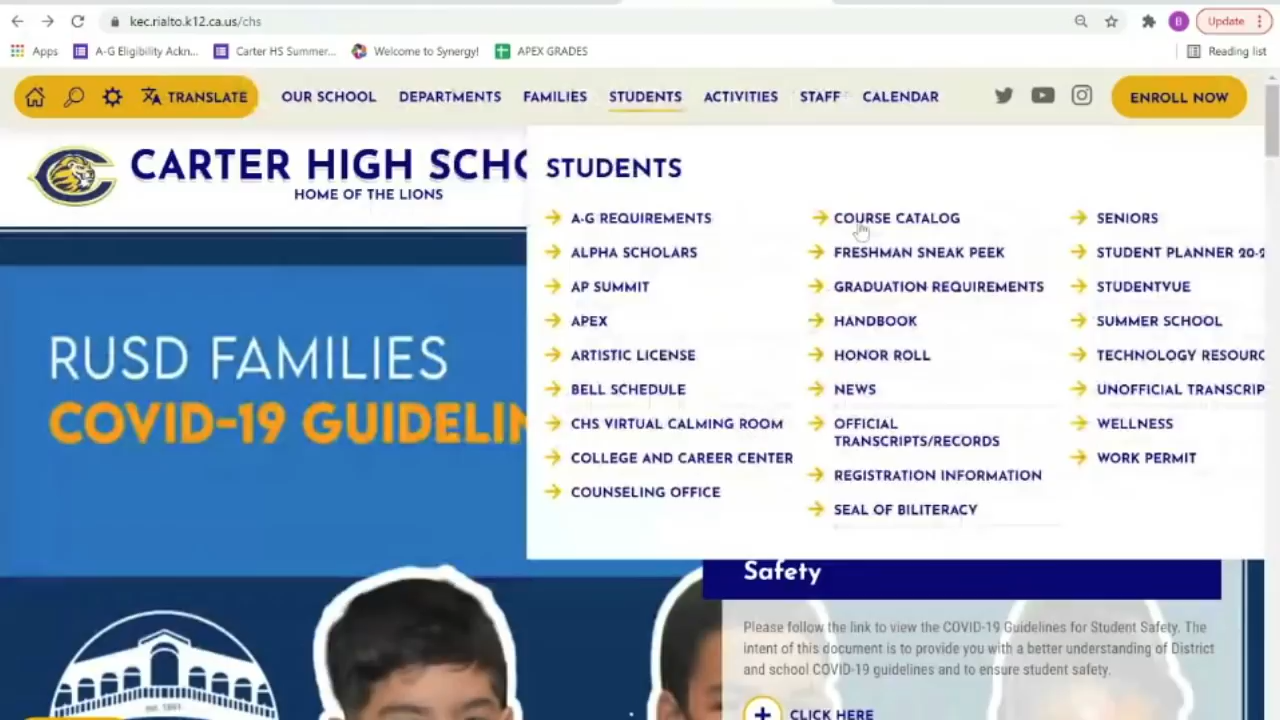 kec.rialto.k12.ca.us/chs
B
Update
Apps
A-G Eligibility Ackn...
Carter HS Summer...
Welcome to Synergy!
APEX GRADES
Reading list
TRANSLATE
OUR SCHOOL
DEPARTMENTS
FAMILIES
STUDENTS
ACTIVITIES
STAFF
CALENDAR
ENROLL NOW
CARTER HIGH SCHO
HOME OF THE LIONS
STUDENTS
A-G REQUIREMENTS
ALPHA SCHOLARS
AP SUMMIT
APEX
ARTISTIC LICENSE
BELL SCHEDULE
CHS VIRTUAL CALMING ROOM
COLLEGE AND CAREER CENTER
COUNSELING OFFICE
COURSE CATALOG
FRESHMAN SNEAK PEEK
GRADUATION REQUIREMENTS
HANDBOOK
HONOR ROLL
NEWS
OFFICIAL
TRANSCRIPTS/RECORDS
REGISTRATION INFORMATION
SEAL OF BILITERACY
SENIORS
STUDENT PLANNER 20-2
STUDENTVUE
SUMMER SCHOOL
TECHNOLOGY RESOURC
UNOFFICIAL TRANSCRIP
WELLNESS
WORK PERMIT
RUSD FAMILIES
COVID-19 GUIDELIN
EST. 1891
Safety
Please follow the link to view the COVID-19 Guidelines for Student Safety. The
intent of this document is to provide you with a better understanding of District
and school COVID-19 guidelines and to ensure student safety.
CLICK HERE